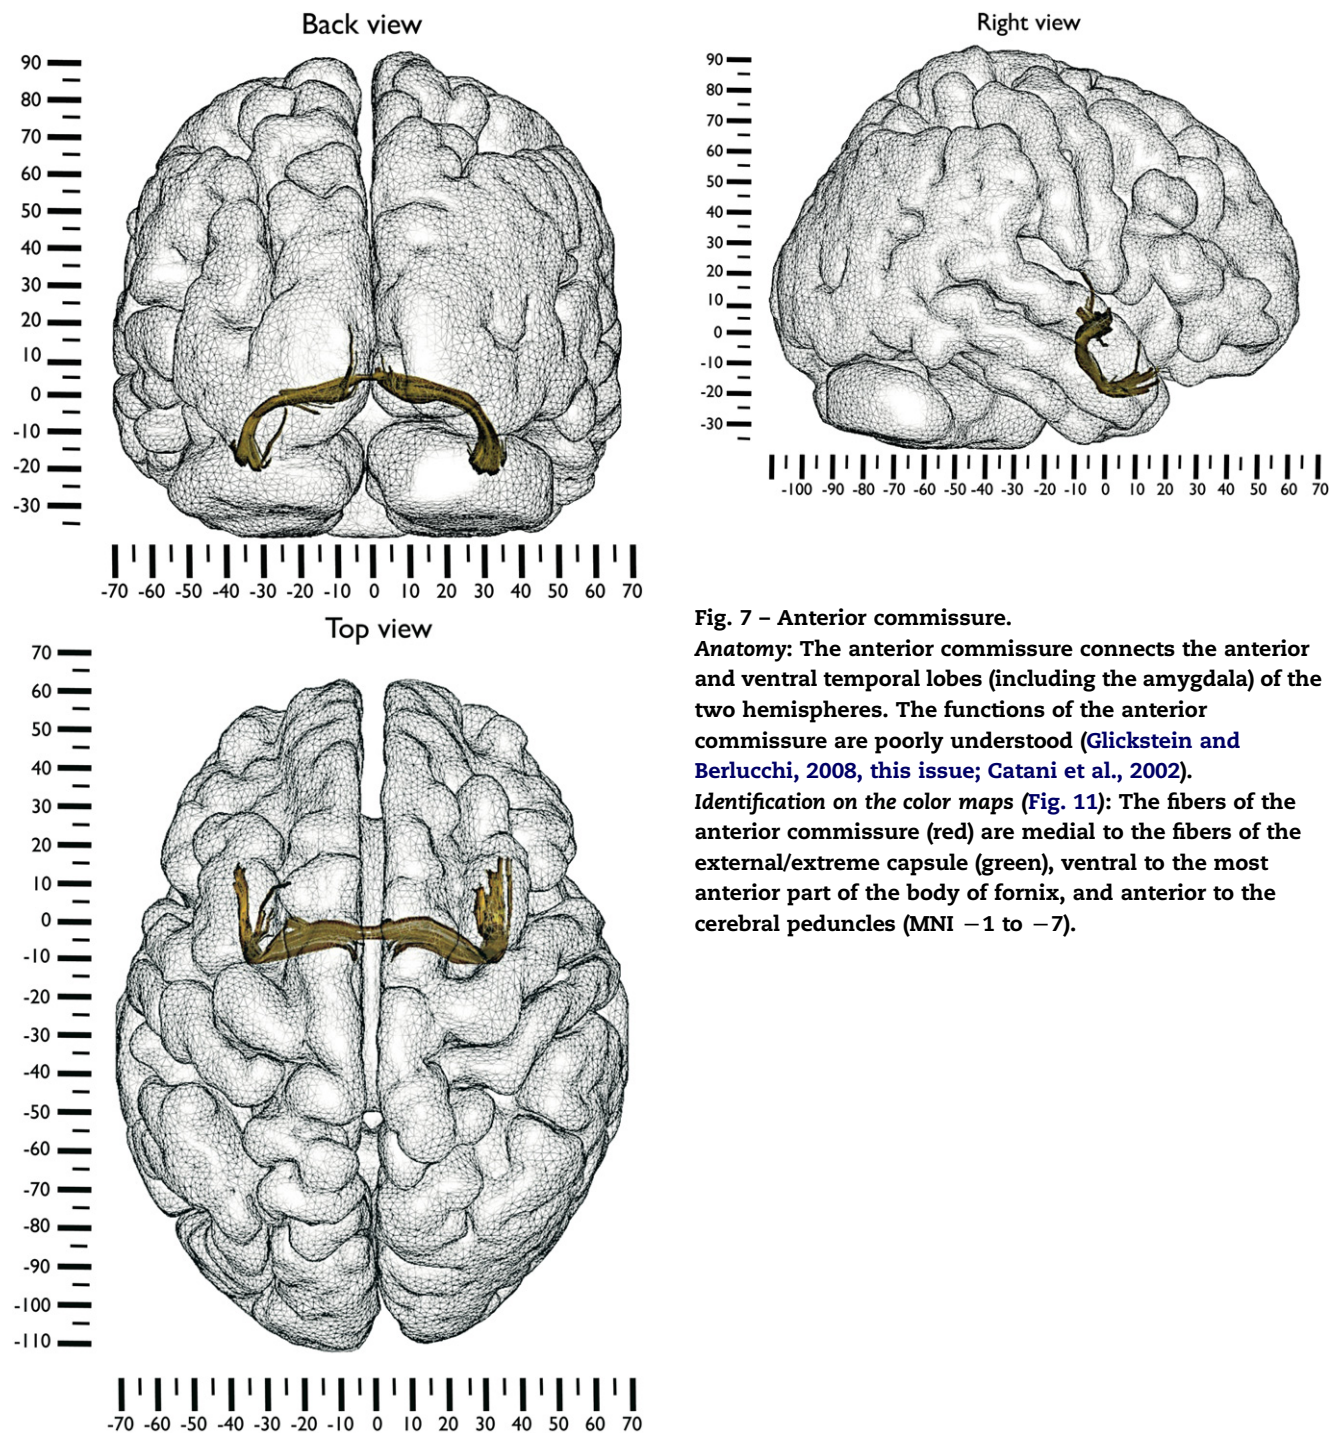 Back view
90
80
70
60
50
40
30
20
10
0
-10
-20
-30
-70 -60 -50 -40 -30 -20 -10 0 10 20 30 40 50 60 70
Right view
90
80
70
60
50
40
30
20
10
0
-10
-20
-30
-100 -90 -80 -70 -60 -50 -40 -30 -20 -10 0 10 20 30 40 50 60 70
Top view
70
60
50
40
30
20
10
0
-10
-20
-30
-40
-50
-60
-70
-80
-90
-100
-110
-70 -60 -50 -40 -30 -20 -10 0 10 20 30 40 50 60 70
Fig. 7 – Anterior commissure.
Anatomy: The anterior commissure connects the anterior
and ventral temporal lobes (including the amygdala) of the
two hemispheres. The functions of the anterior
commissure are poorly understood (Glickstein and
Berlucchi, 2008, this issue; Catani et al., 2002).
Identification on the color maps (Fig. 11): The fibers of the
anterior commissure (red) are medial to the fibers of the
external/extreme capsule (green), ventral to the most
anterior part of the body of fornix, and anterior to the
cerebral peduncles (MNI −1 to −7).